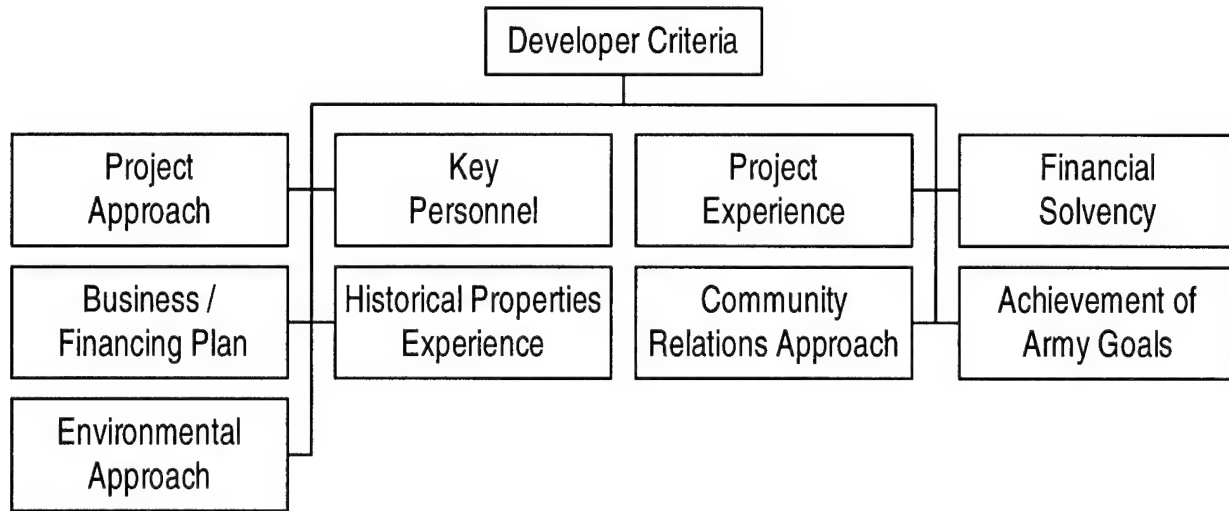 Developer Criteria
Project
Approach
Key
Personnel
Project
Experience
Financial
Solvency
Business /
Financing Plan
Historical Properties
Experience
Community
Relations Approach
Achievement of
Army Goals
Environmental
Approach